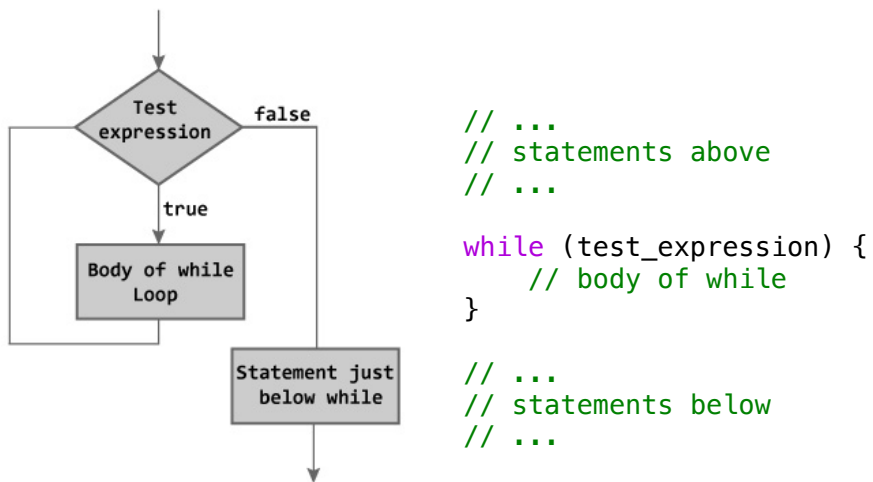 Test
expression
false
true
Body of while
Loop
Statement just
below while
// ...
// statements above
// ...
while (test_expression) {
    // body of while
}
// ...
// statements below
// ...